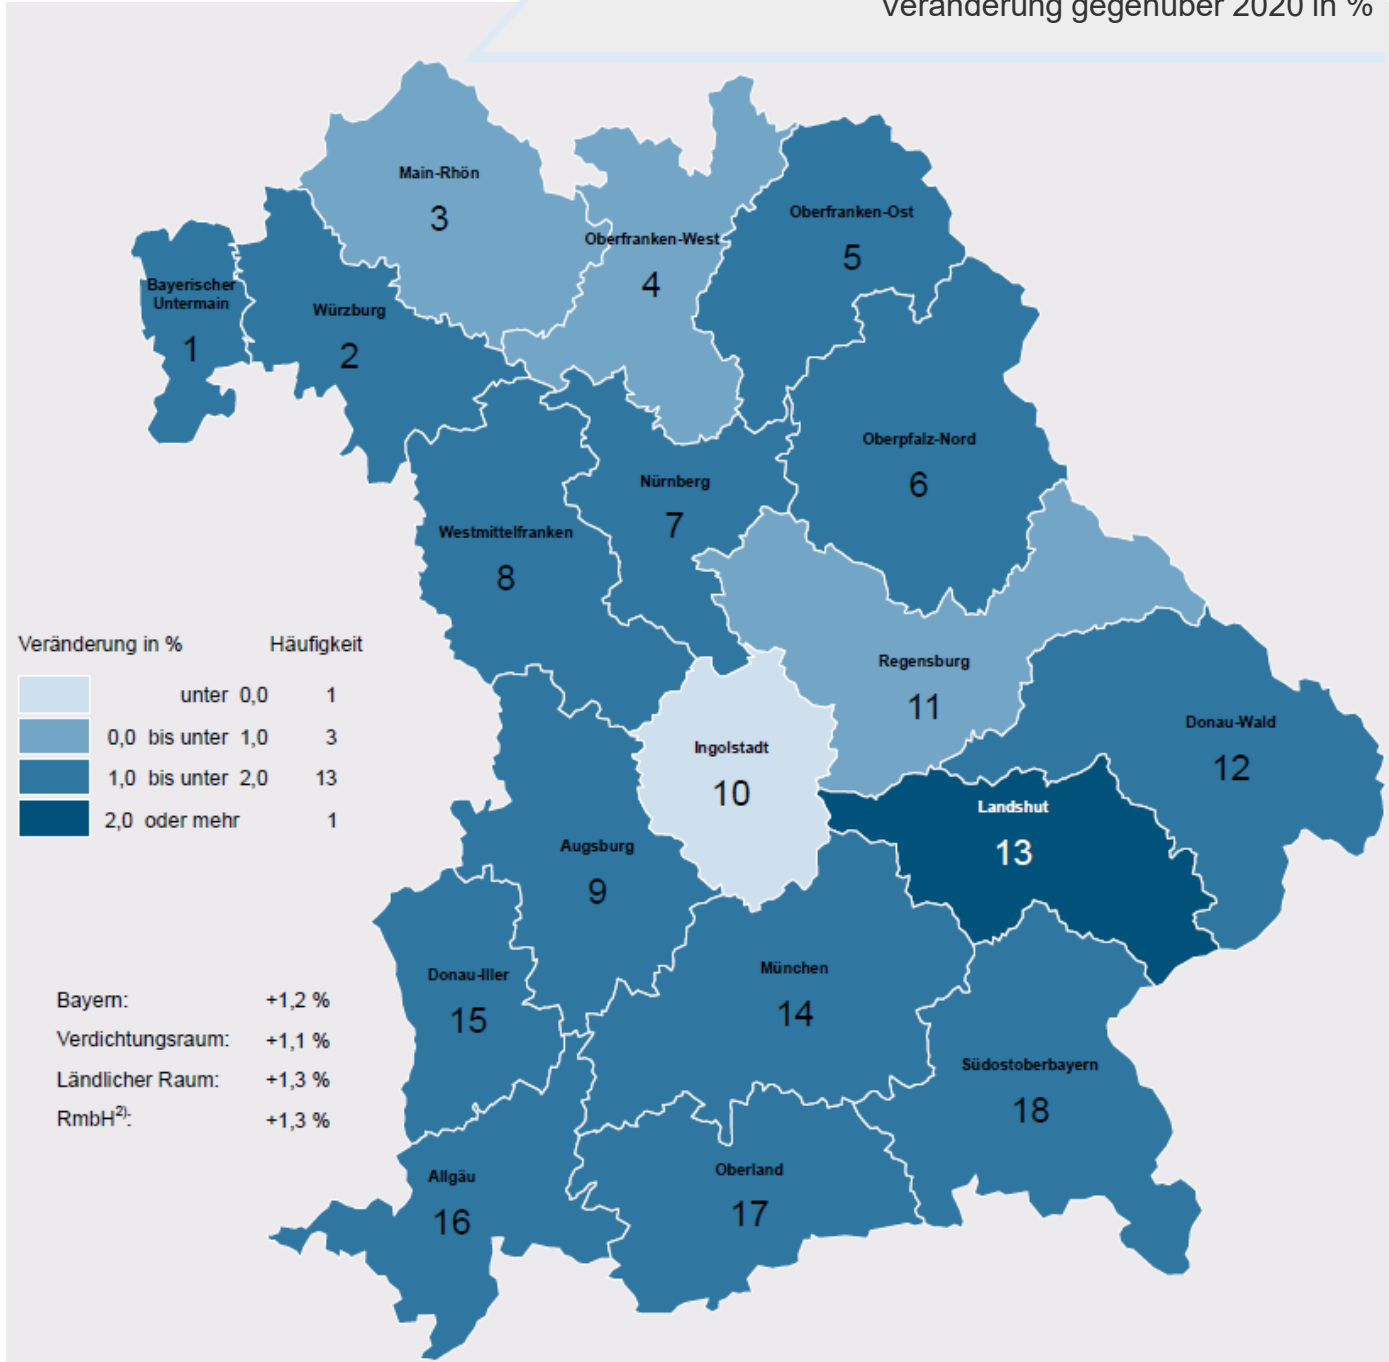 Veränderung gegenüber 2020 in %
Main-Rhön
3
Oberfranken-West
4
Oberfranken-Ost
5
Bayerischer
Untermain
1
Würzburg
2
Oberpfalz-Nord
6
Nürnberg
7
Westmittelfranken
8
Regensburg
11
Donau-Wald
12
Ingolstadt
10
Landshut
13
Augsburg
9
Donau-Iller
15
München
14
Südostoberbayern
18
Allgäu
16
Oberland
17
Veränderung in % Häufigkeit
unter 0,0 1
0,0 bis unter 1,0 3
1,0 bis unter 2,0 13
2,0 oder mehr 1
Bayern: +1,2 %
Verdichtungsraum: +1,1 %
Ländlicher Raum: +1,3 %
RmbH²⁾: +1,3 %